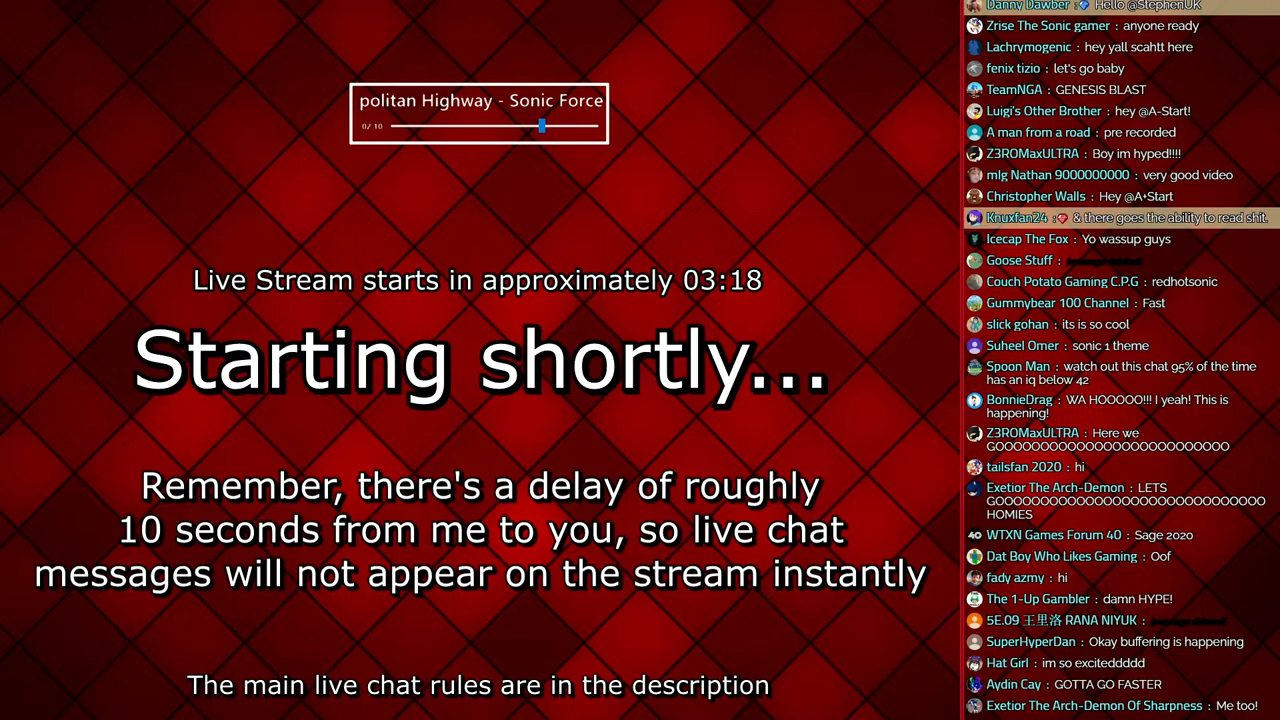 politan Highway - Sonic Force
02:10
Live Stream starts in approximately 03:18
Starting shortly...
Remember, there's a delay of roughly
10 seconds from me to you, so live chat
messages will not appear on the stream instantly
The main live chat rules are in the description
Danny Dawber : Hello @StephenUK
Zrise The Sonic gamer : anyone ready
Lachrymogenic : hey yall scahtt here
fenix tizio : let's go baby
TeamNGA : GENESIS BLAST
Luigi's Other Brother : hey @A-Start!
A man from a road : pre recorded
Z3ROMaxULTRA : Boy im hyped!!!!
mlg Nathan 9000000000 : very good video
Christopher Walls : Hey @A+Start
Knuxfan24 : & there goes the ability to read shit.
Icecap The Fox : Yo wassup guys
Goose Stuff :
Couch Potato Gaming C.P.G : redhotsonic
Gummybear 100 Channel : Fast
slick gohan : its is so cool
Suheel Omer : sonic 1 theme
Spoon Man : watch out this chat 95% of the time
has an iq below 42
BonnieDrag : WA HOOOOO!!! I yeah! This is
happening!
Z3ROMaxULTRA : Here we
GOOOOOOOOOOOOOOOOOOOOOOOOOO
tailsfan 2020 : hi
Exetior The Arch-Demon : LETS
GOOOOOOOOOOOOOOOOOOOOOOOOOOOOO
HOMIES
WTXN Games Forum 40 : Sage 2020
Dat Boy Who Likes Gaming : Oof
fady azmy : hi
The 1-Up Gambler : damn HYPE!
5E.09 王里洛 RANA NIYUK :
SuperHyperDan : Okay buffering is happening
Hat Girl : im so exciteddddd
Aydin Cay : GOTTA GO FASTER
Exetior The Arch-Demon Of Sharpness : Me too!